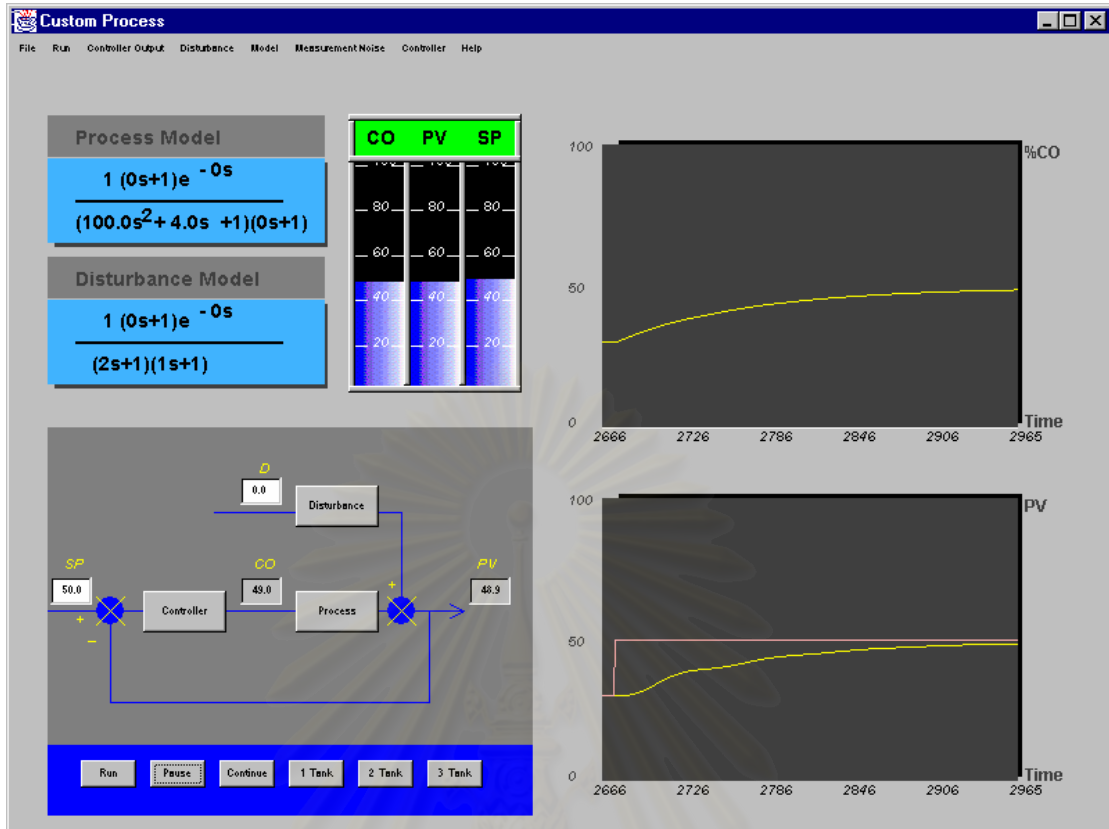 Custom Process
File Run Controller Output Disturbance Model Measurement Noise Controller Help
Process Model
1 (0s+1)e - 0s
(100.0s2+ 4.0s +1)(0s+1)
Disturbance Model
1 (0s+1)e - 0s
(2s+1)(1s+1)
CO PV SP
100 100 100
80 80 80
60 60 60
40 40 40
20 20 20
D
0.0
Disturbance
SP
50.0
CO
49.0
PV
48.9
Controller
Process
+
+
–
Run Pause Continue 1 Tank 2 Tank 3 Tank
100
%CO
50
0
Time
2666 2726 2786 2846 2906 2965
100
PV
50
0
Time
2666 2726 2786 2846 2906 2965